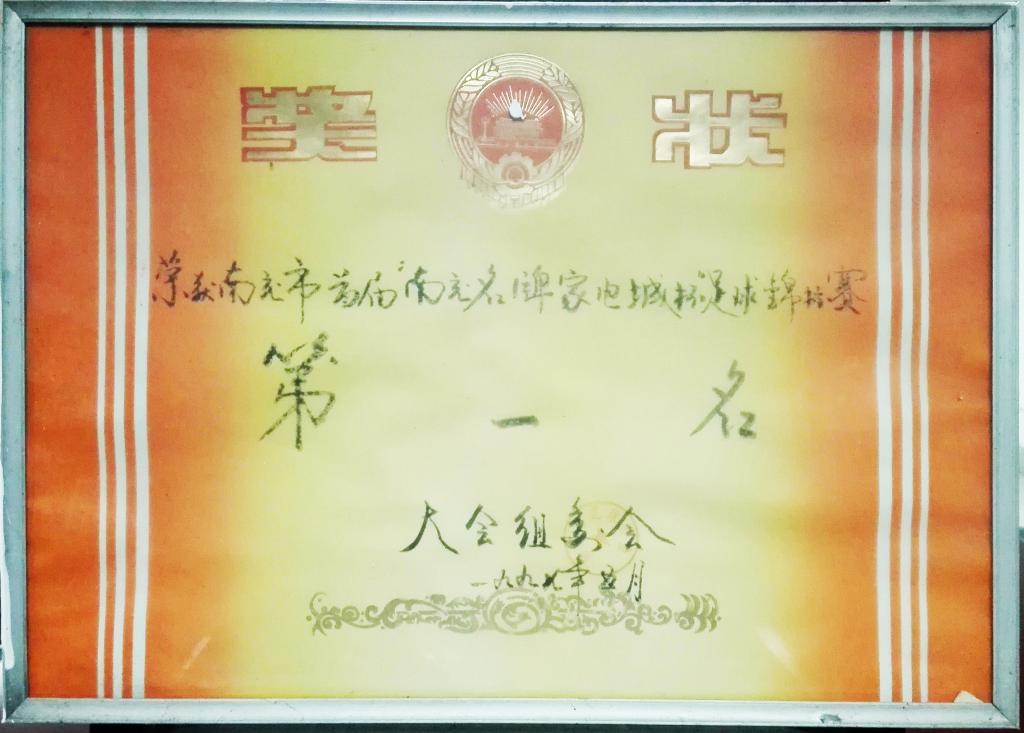 奖状
荣获南充市首届"南充名牌家电城杯足球锦标赛
第一名
大会组委会
一九九七年五月